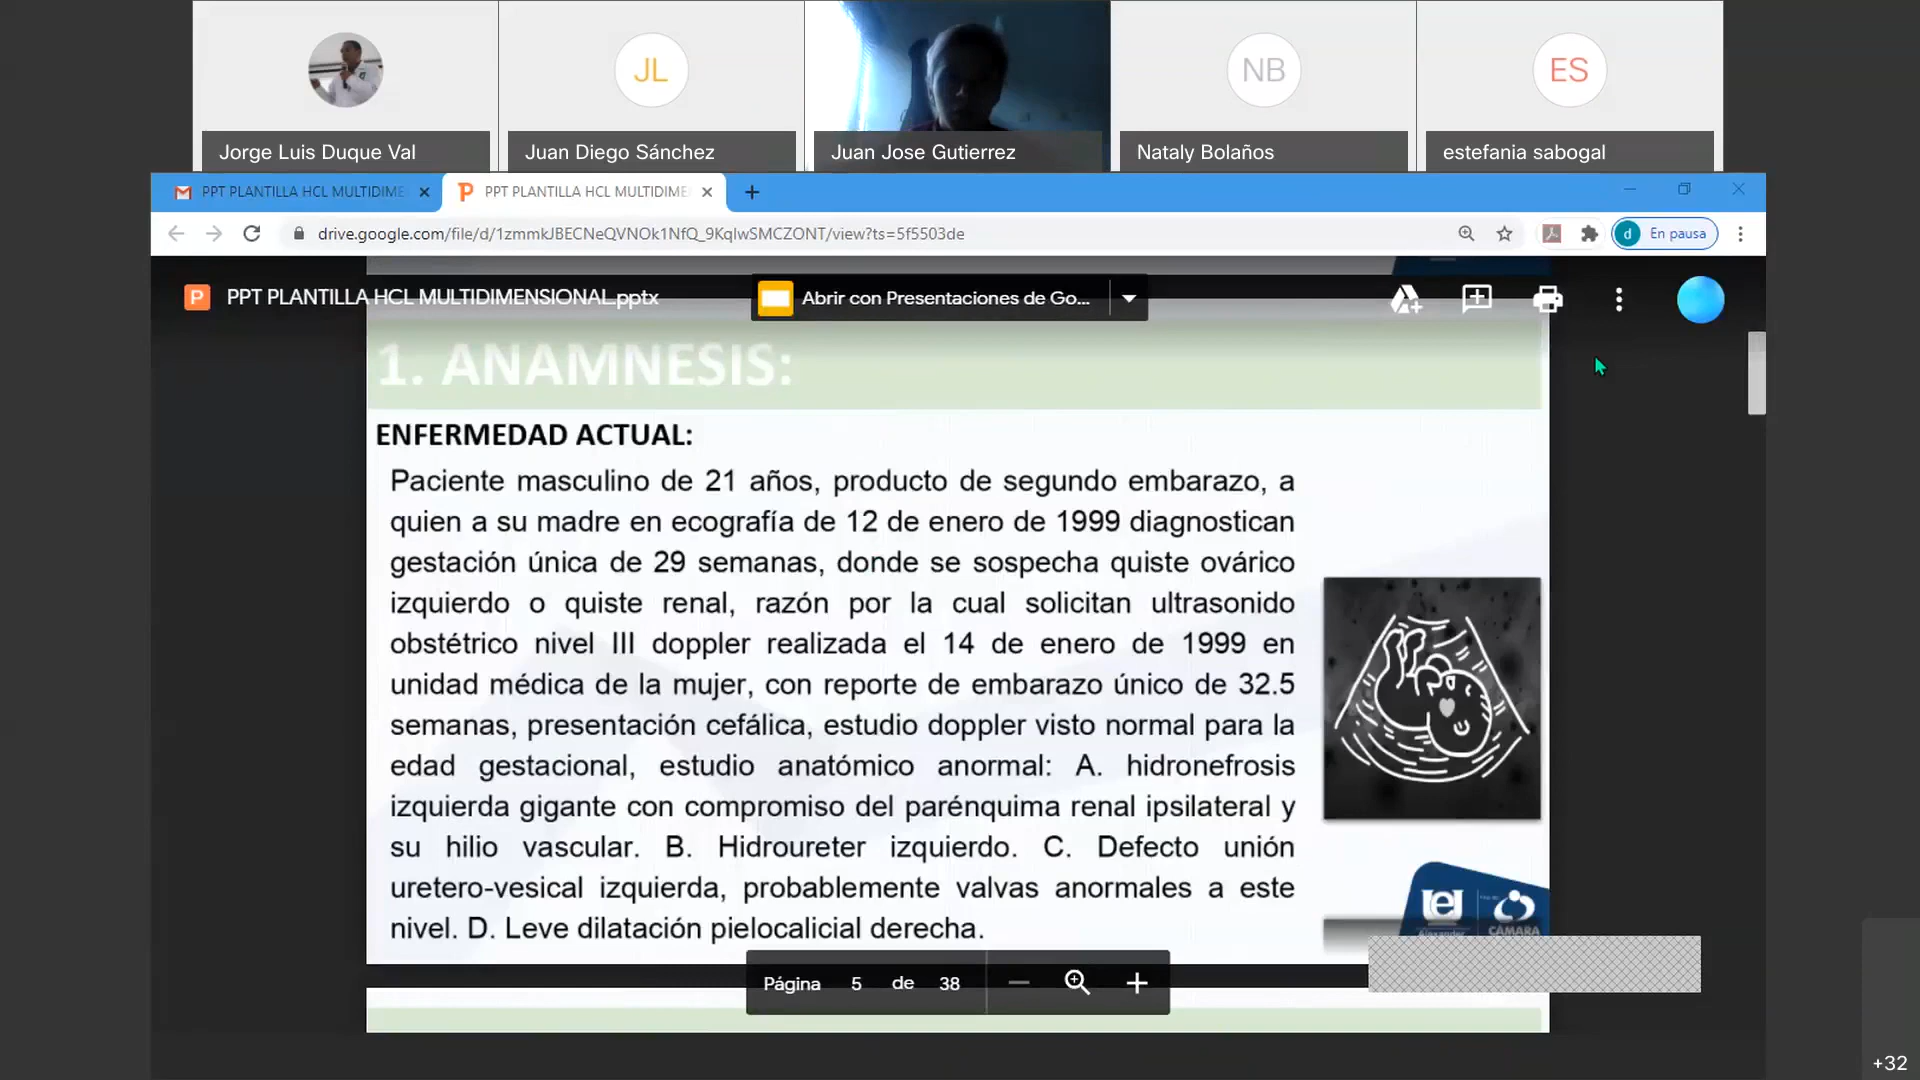 JL
NB
ES
Jorge Luis Duque Val
Juan Diego Sánchez
Juan Jose Gutierrez
Nataly Bolaños
estefania sabogal
PPT PLANTILLA HCL MULTIDIME
PPT PLANTILLA HCL MULTIDIME
drive.google.com/file/d/1zmmkJBECNeQVNOk1NfQ_9KqlwSMCZONT/view?ts=5f5503de
d En pausa
P PPT PLANTILLA HCL MULTIDIMENSIONAL.pptx
Abrir con Presentaciones de Go...
1. ANAMNESIS:
ENFERMEDAD ACTUAL:
Paciente masculino de 21 años, producto de segundo embarazo, a
quien a su madre en ecografía de 12 de enero de 1999 diagnostican
gestación única de 29 semanas, donde se sospecha quiste ovárico
izquierdo o quiste renal, razón por la cual solicitan ultrasonido
obstétrico nivel III doppler realizada el 14 de enero de 1999 en
unidad médica de la mujer, con reporte de embarazo único de 32.5
semanas, presentación cefálica, estudio doppler visto normal para la
edad gestacional, estudio anatómico anormal: A. hidronefrosis
izquierda gigante con compromiso del parénquima renal ipsilateral y
su hilio vascular. B. Hidroureter izquierdo. C. Defecto unión
uretero-vesical izquierda, probablemente valvas anormales a este
nivel. D. Leve dilatación pielocalicial derecha.
CÁMARA
Página 5 de 38
+32